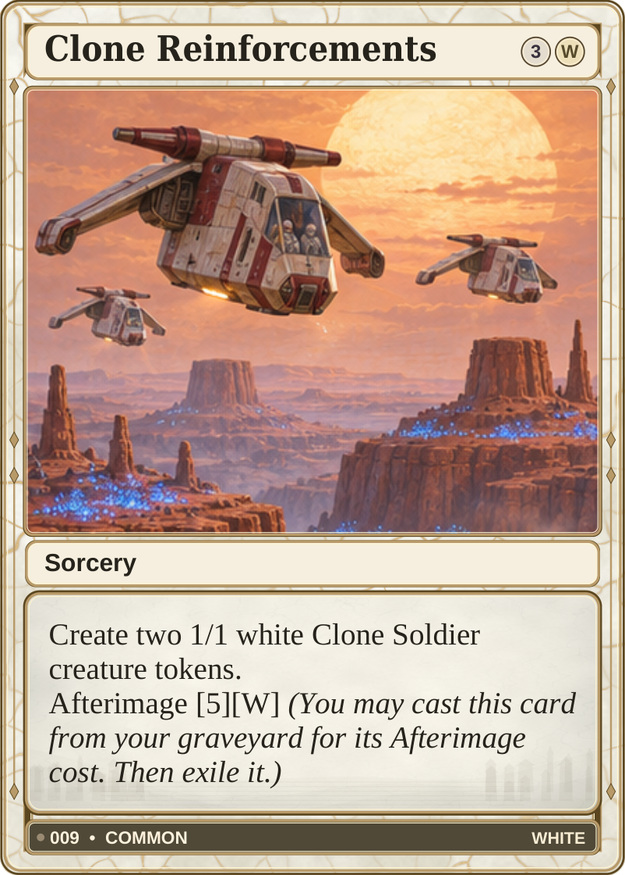 Clone Reinforcements 3 W
Sorcery
Create two 1/1 white Clone Soldier
creature tokens.
Afterimage [5][W] (You may cast this card
from your graveyard for its Afterimage
cost. Then exile it.)
009 • COMMON WHITE